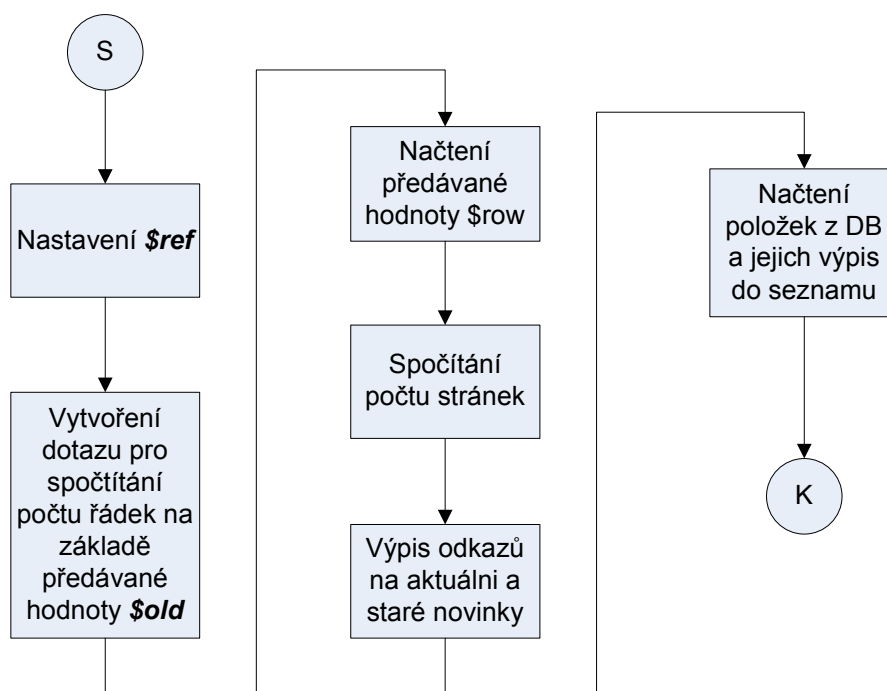 S
Nastavení $ref
Vytvoření
dotazu pro
spočtítání
počtu řádek na
základě
předávané
hodnoty $old
Načtení
předávané
hodnoty $row
Spočítání
počtu stránek
Výpis odkazů
na aktuálni a
staré novinky
Načtení
položek z DB
a jejich výpis
do seznamu
K